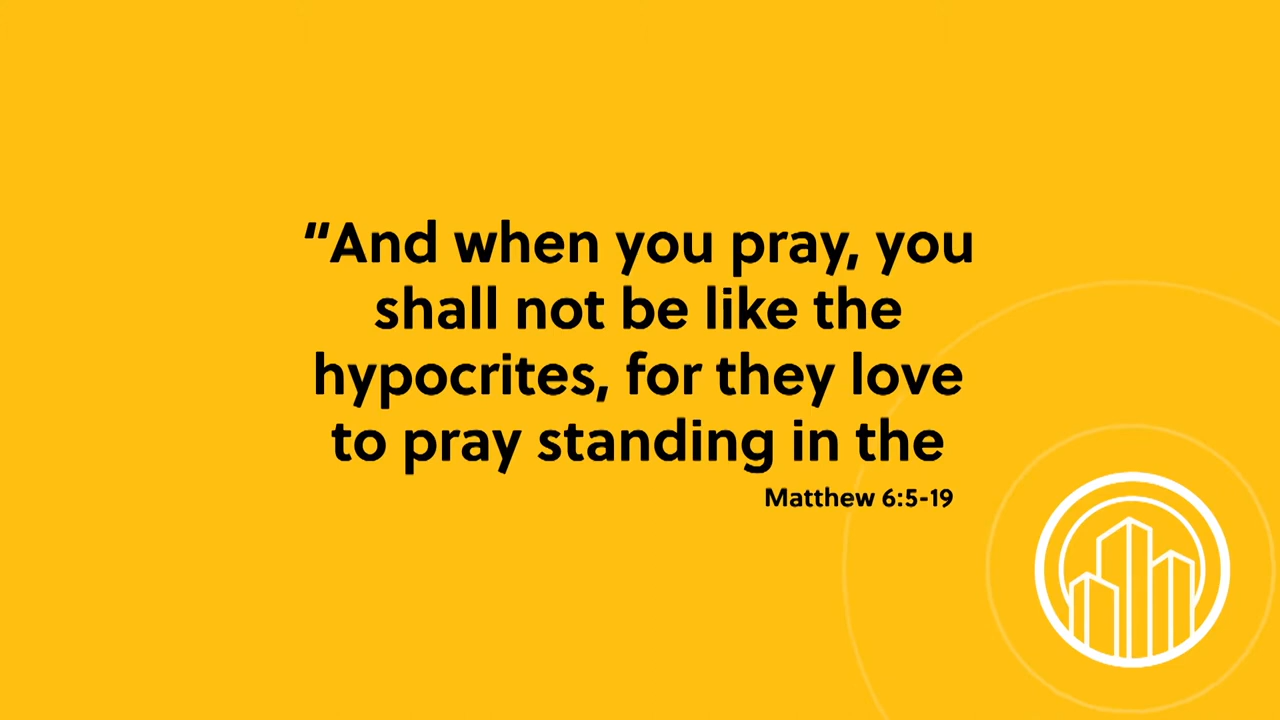 “And when you pray, you
shall not be like the
hypocrites, for they love
to pray standing in the
Matthew 6:5-19